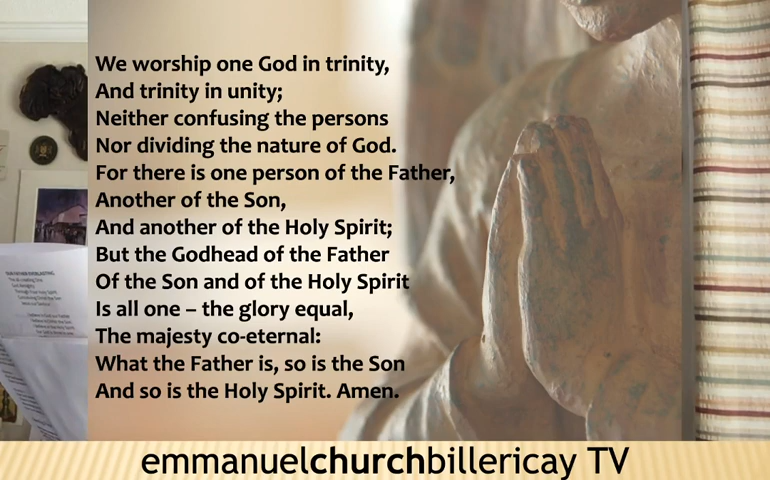 We worship one God in trinity,
And trinity in unity;
Neither confusing the persons
Nor dividing the nature of God.
For there is one person of the Father,
Another of the Son,
And another of the Holy Spirit;
But the Godhead of the Father
Of the Son and of the Holy Spirit
Is all one – the glory equal,
The majesty co-eternal:
What the Father is, so is the Son
And so is the Holy Spirit. Amen.
emmanuelchurchbillericay TV